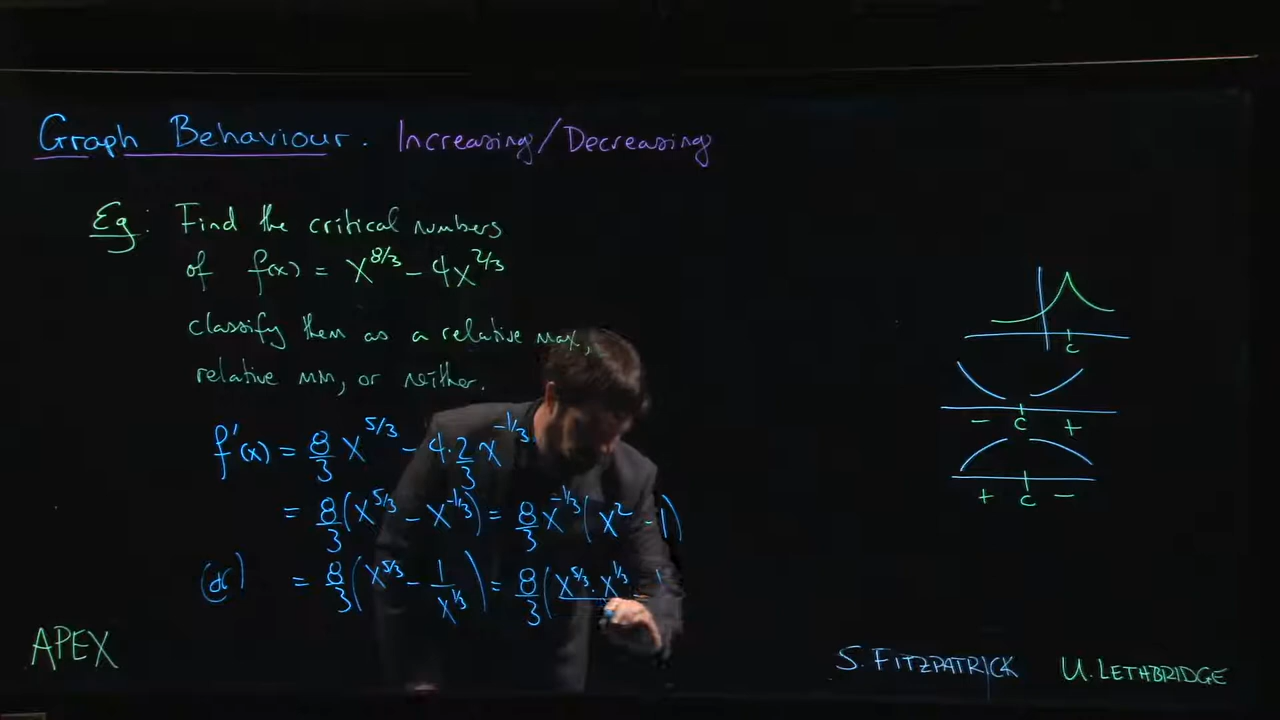 Graph Behaviour. Increasing/Decreasing
Eg: Find the critical numbers
of f(x) = x^{8/3} - 4x^{2/3}
classify them as a relative max,
relative min, or neither.
f'(x) = 8/3 x^{5/3} - 4·2/3 x^{-1/3}
= 8/3 (x^{5/3} - x^{-1/3}) = 8/3 x^{-1/3} (x^2 - 1)
(or) = 8/3 (x^{5/3} - 1/x^{1/3}) = 8/3 (x^{5/3} · x^{1/3} - 1
c
- c +
+ c -
APEX
S. FITZPATRICK U. LETHBRIDGE